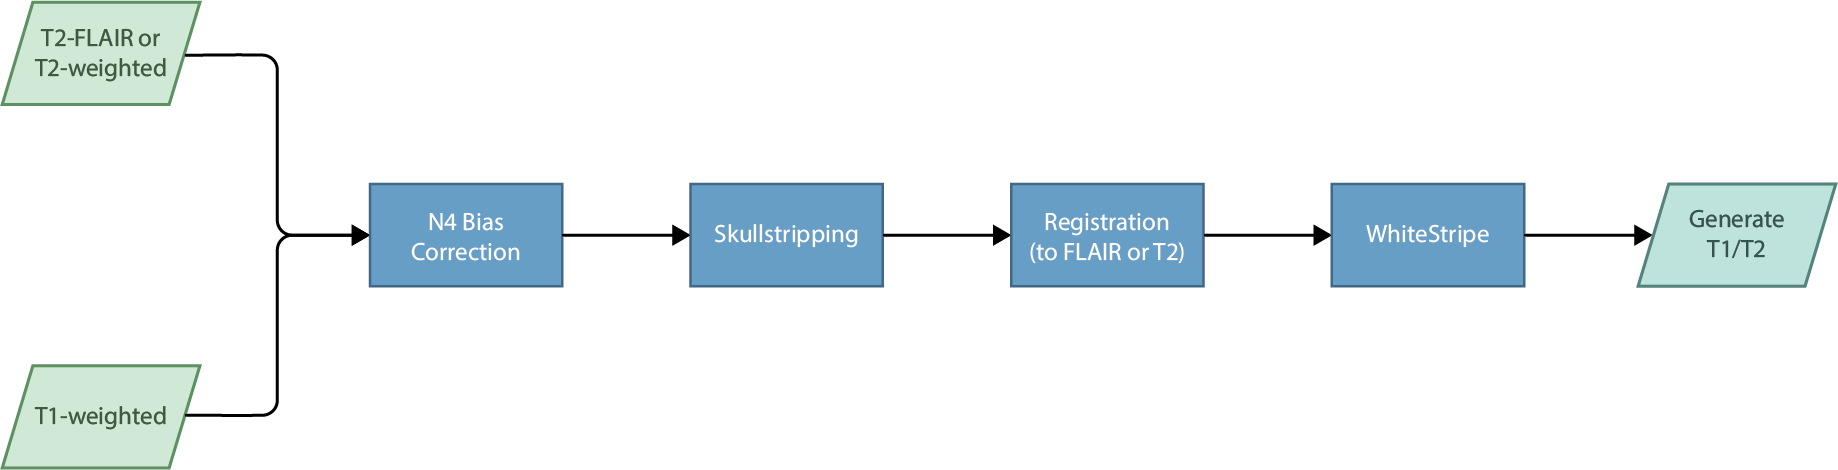 T2-FLAIR or
T2-weighted
T1-weighted
N4 Bias
Correction
Skullstripping
Registration
(to FLAIR or T2)
WhiteStripe
Generate
T1/T2